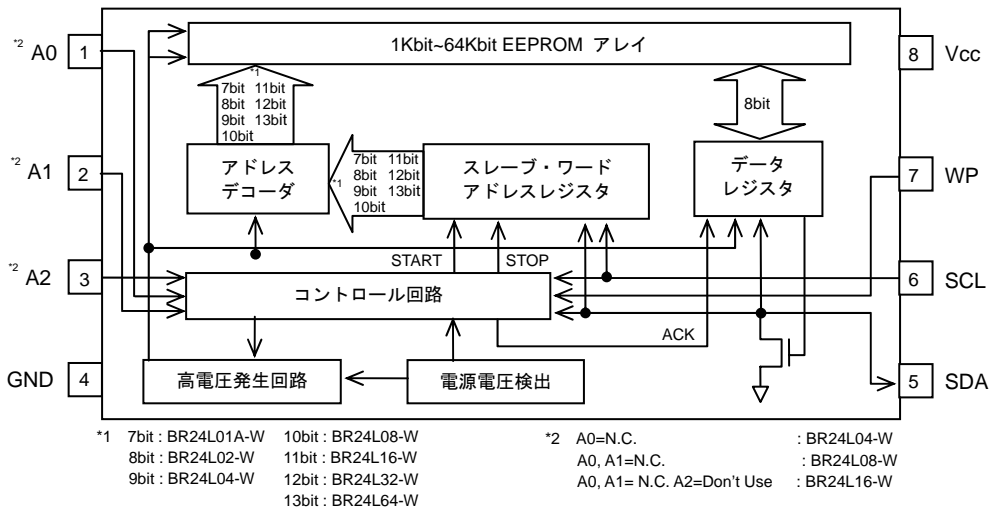 1Kbit~64Kbit EEPROM アレイ
*2 A0 1
8 Vcc
*1
7bit 11bit
8bit 12bit
9bit 13bit
10bit
8bit
*2 A1 2
アドレス
デコーダ
*1
7bit 11bit
8bit 12bit
9bit 13bit
10bit
スレーブ・ワード
アドレスレジスタ
データ
レジスタ
7 WP
START
STOP
*2 A2 3
コントロール回路
6 SCL
ACK
GND 4
高電圧発生回路
電源電圧検出
5 SDA
*1 7bit : BR24L01A-W 10bit : BR24L08-W
8bit : BR24L02-W 11bit : BR24L16-W
9bit : BR24L04-W 12bit : BR24L32-W
13bit : BR24L64-W
*2 A0=N.C. : BR24L04-W
A0, A1=N.C. : BR24L08-W
A0, A1= N.C. A2=Don't Use : BR24L16-W